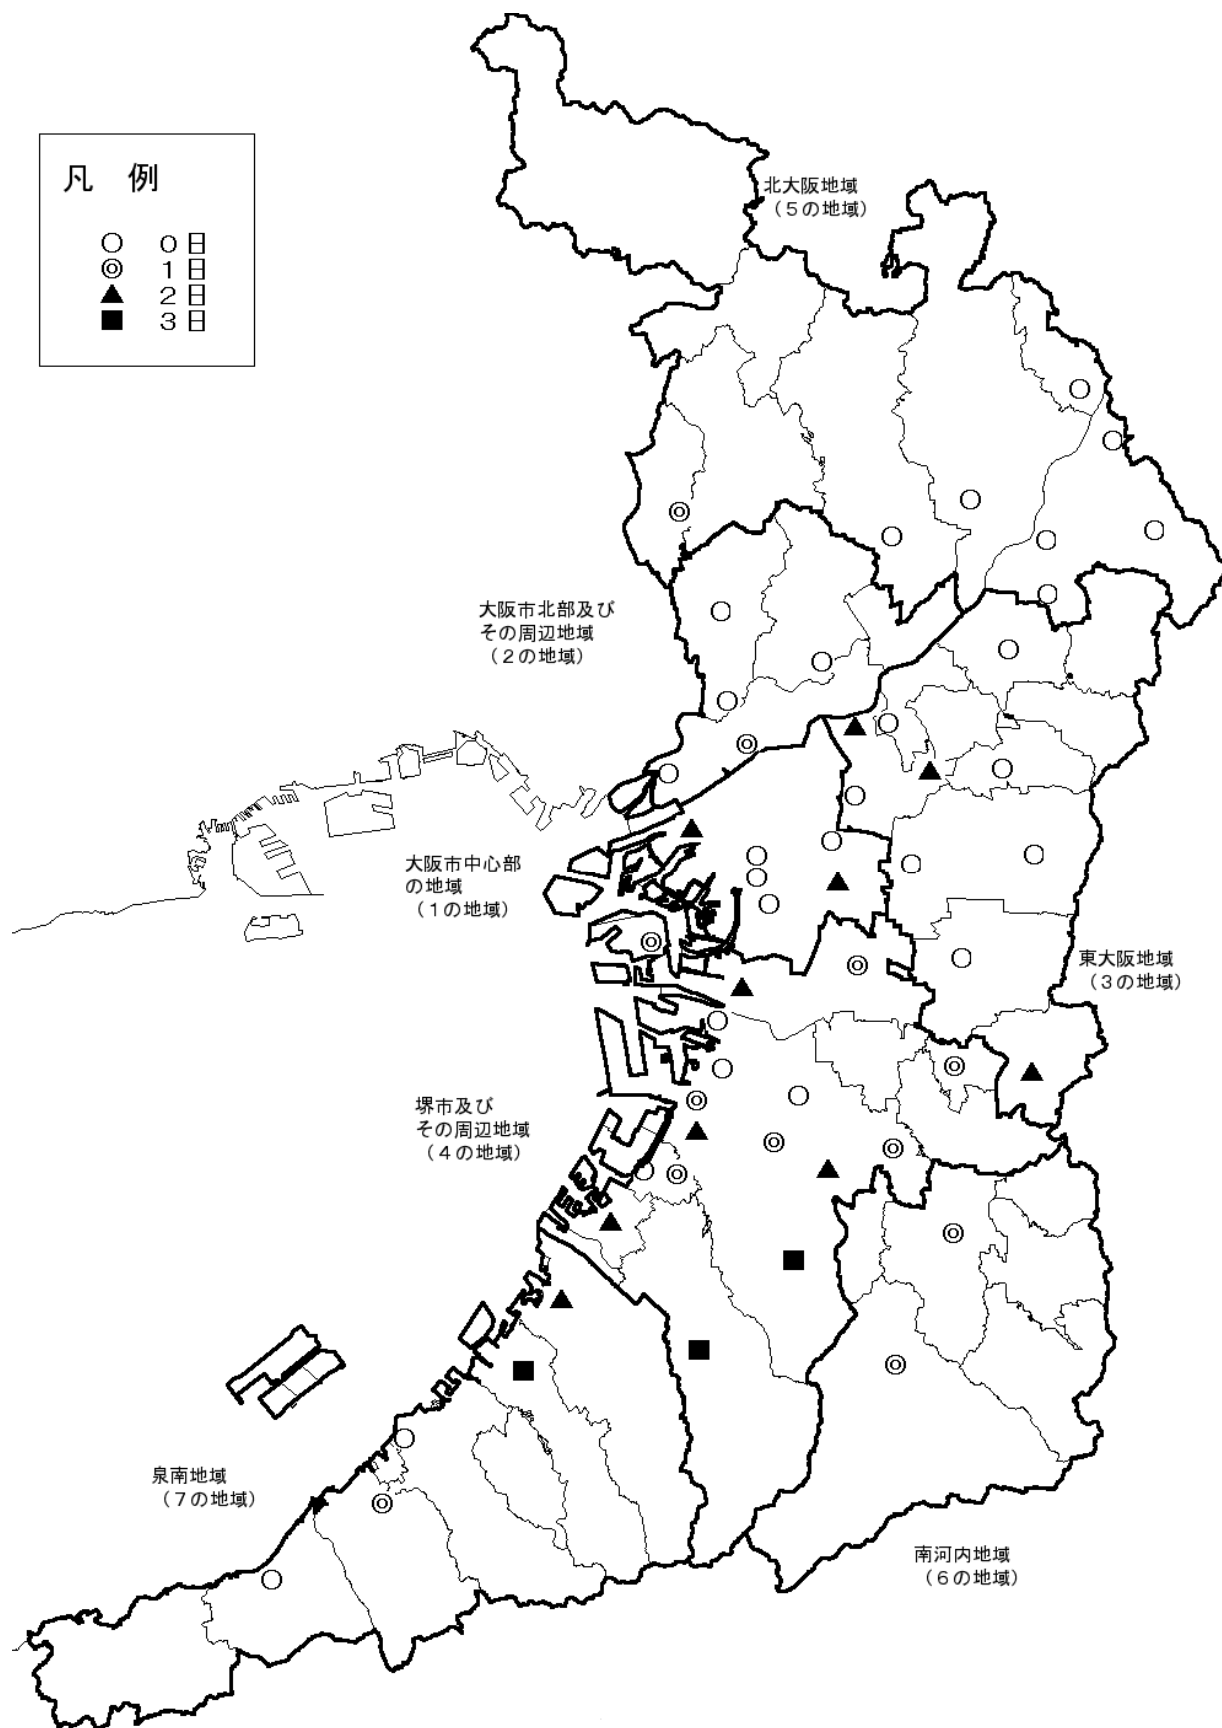 凡　例
０日
１日
２日
３日
北大阪地域
（５の地域）
大阪市北部及び
その周辺地域
（２の地域）
大阪市中心部
の地域
（１の地域）
東大阪地域
（３の地域）
堺市及び
その周辺地域
（４の地域）
泉南地域
（７の地域）
南河内地域
（６の地域）